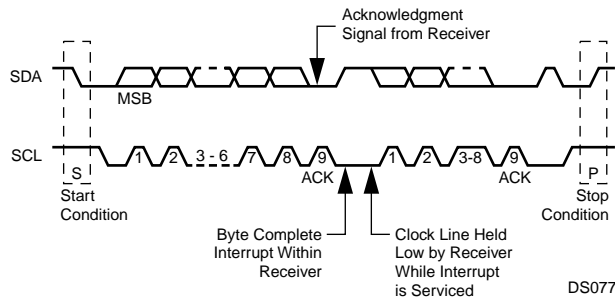 Acknowledgment
Signal from Receiver
SDA
MSB
SCL
S
1
2
3 - 6
7
8
9
1
2
3-8
9
P
ACK
ACK
Start
Condition
Stop
Condition
Byte Complete
Interrupt Within
Receiver
Clock Line Held
Low by Receiver
While Interrupt
is Serviced
DS077